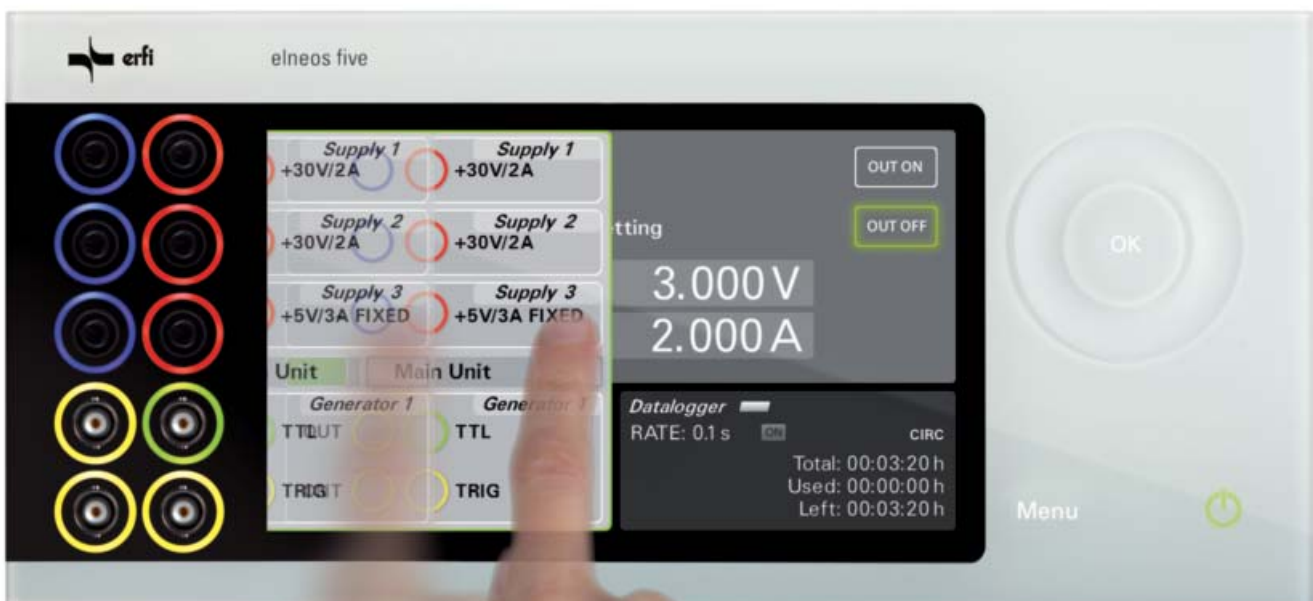 erfi
elneos five
Supply 1 Supply 1
+30V/2A +30V/2A
OUT ON
Supply 2 Supply 2
+30V/2A +30V/2A
tting
OUT OFF
OK
Supply 3 Supply 3
+5V/3A FIXED +5V/3A FIXED
3.000 V
2.000 A
Unit Main Unit
Generator 1 Generator 1
TTL TTL
TRIG TRIG
Datalogger
RATE: 0.1 s ON CIRC
Total: 00:03:20 h
Used: 00:00:00 h
Left: 00:03:20 h
Menu